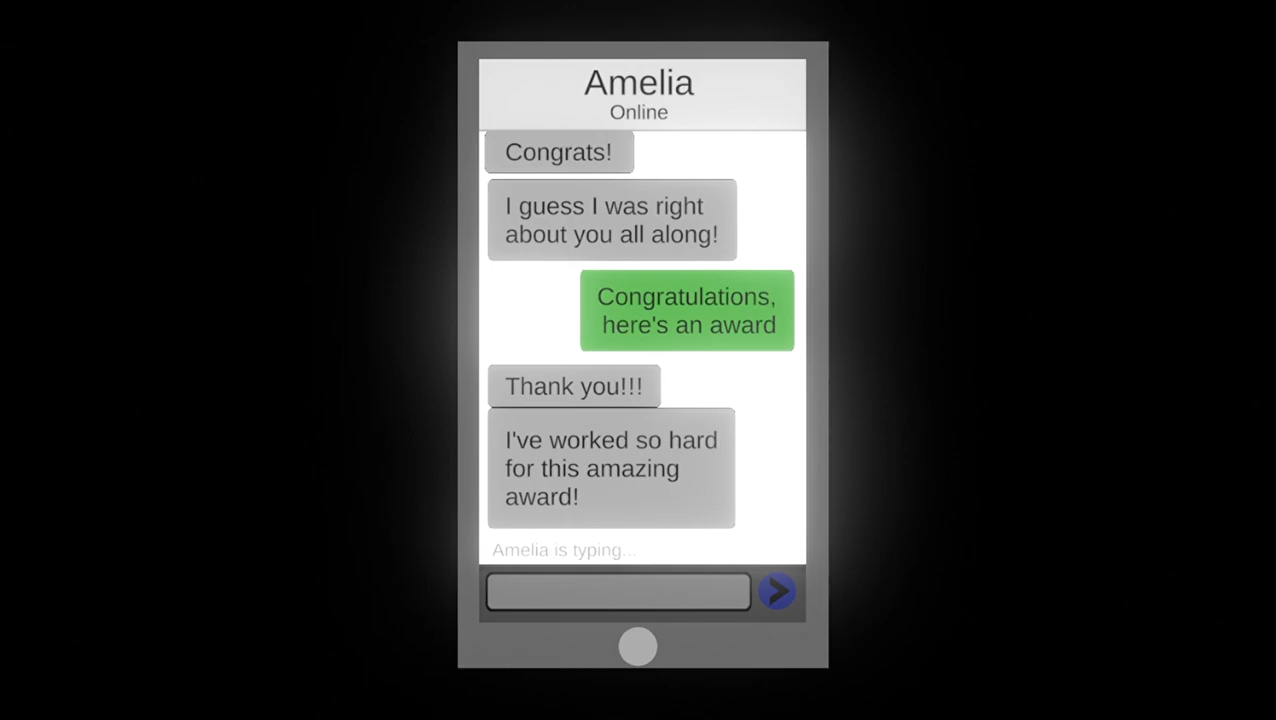 Amelia
Online
Congrats!
I guess I was right
about you all along!
Congratulations,
here's an award
Thank you!!!
I've worked so hard
for this amazing
award!
Amelia is typing...